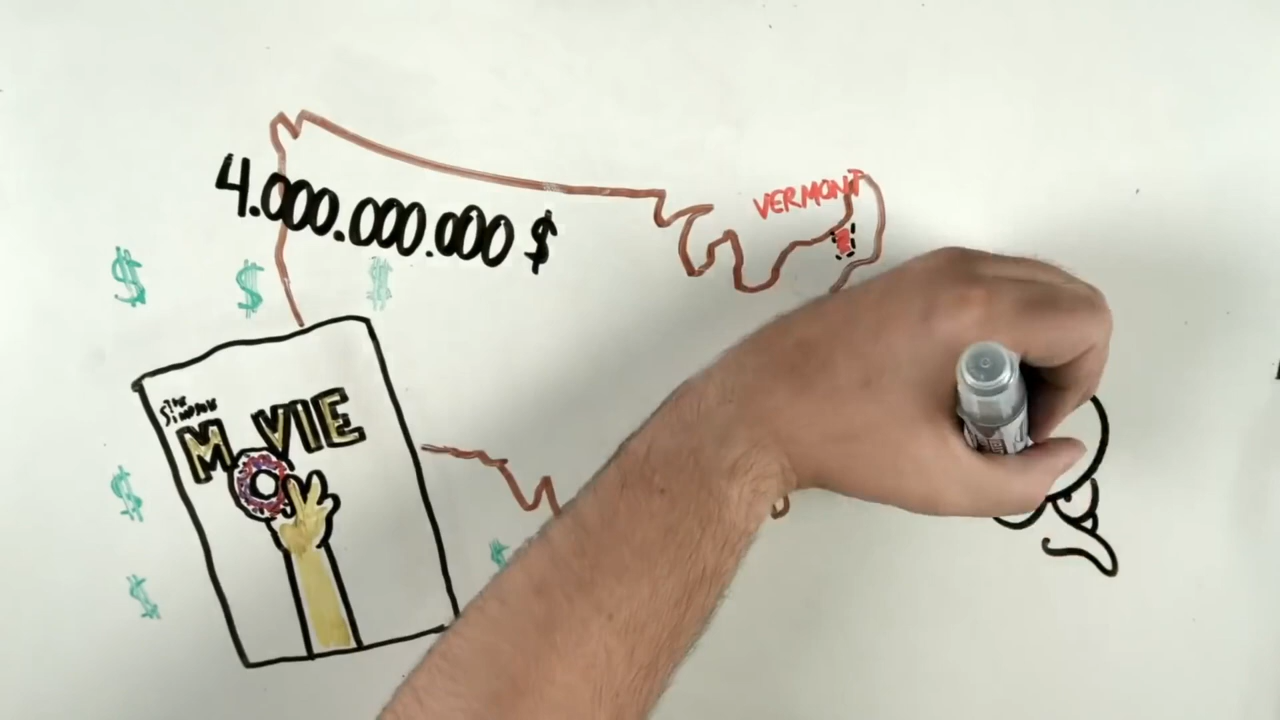 VERMONT
4.000.000.000 $
$ $ $
THE
SIMPSONS
MOVIE
$
$
$